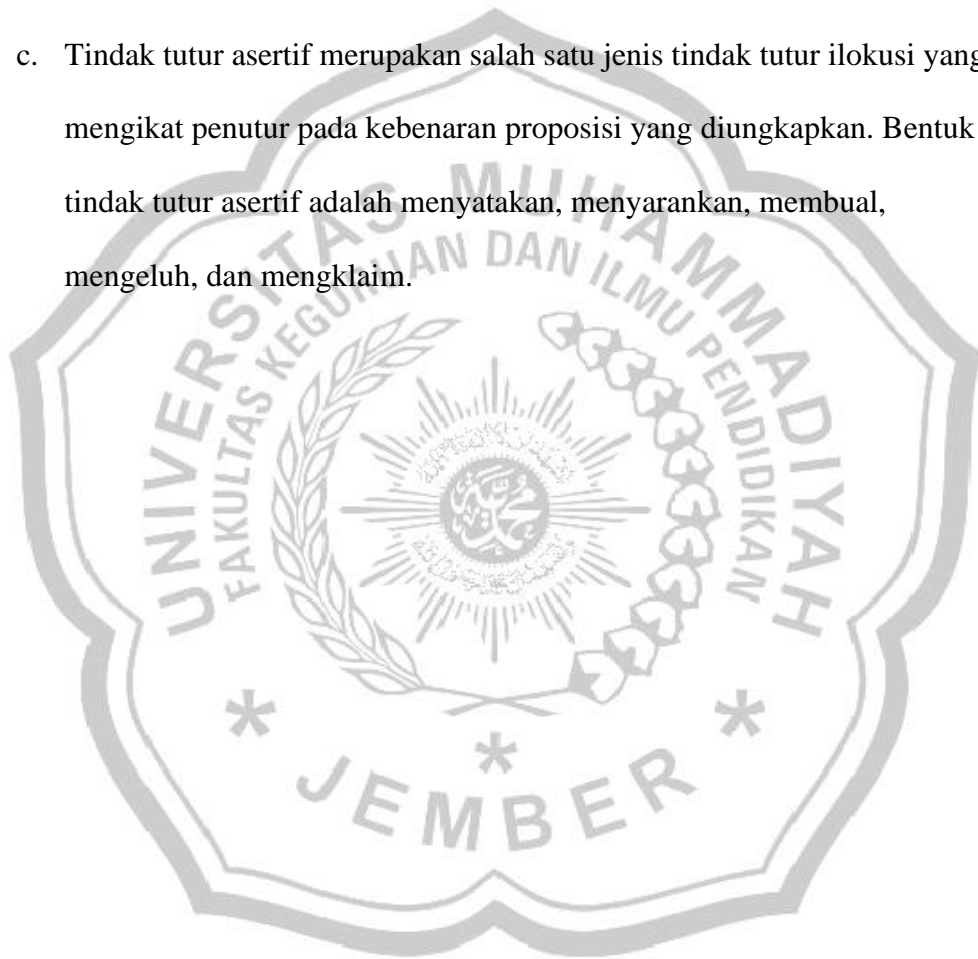 c. Tindak tutur asertif merupakan salah satu jenis tindak tutur ilokusi yang
mengikat penutur pada kebenaran proposisi yang diungkapkan. Bentuk
tindak tutur asertif adalah menyatakan, menyarankan, membual,
mengeluh, dan mengklaim.
UNIVERSITAS MUHAMMADIYAH
FAKULTAS KEGURUAN DAN ILMU PENDIDIKAN
* JEMBER *
*